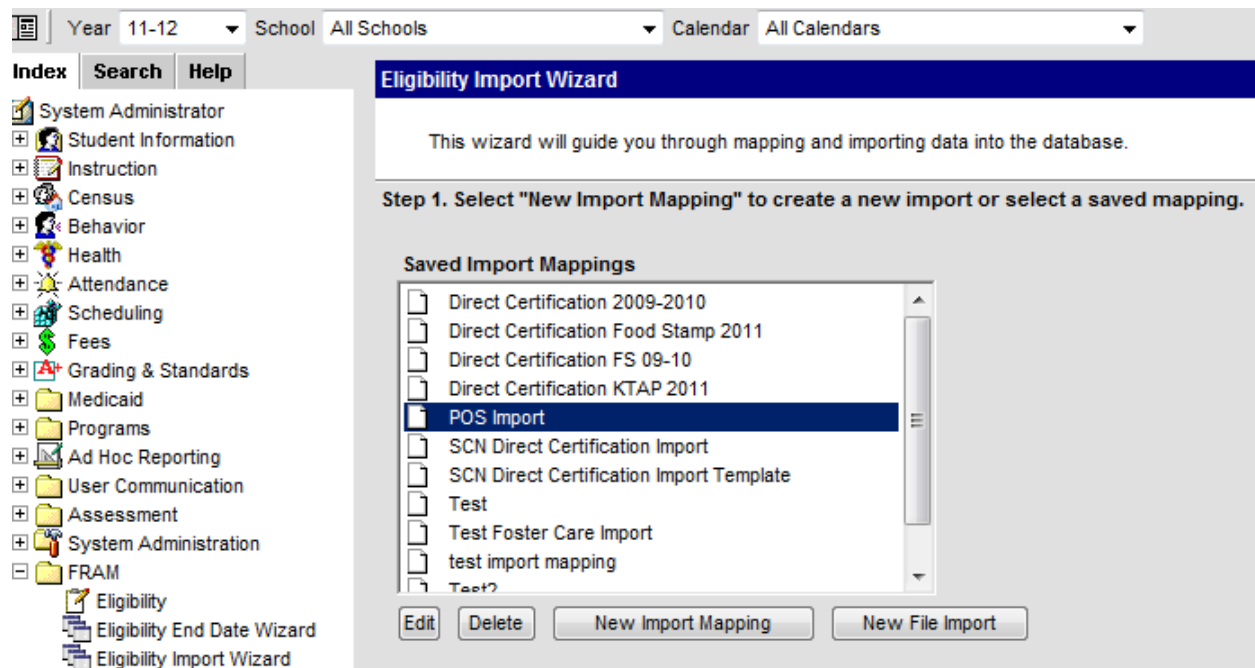 Year 11-12 School All Schools Calendar All Calendars
Index Search Help
System Administrator
Student Information
Instruction
Census
Behavior
Health
Attendance
Scheduling
Fees
Grading & Standards
Medicaid
Programs
Ad Hoc Reporting
User Communication
Assessment
System Administration
FRAM
Eligibility
Eligibility End Date Wizard
Eligibility Import Wizard
Eligibility Import Wizard
This wizard will guide you through mapping and importing data into the database.
Step 1. Select "New Import Mapping" to create a new import or select a saved mapping.
Saved Import Mappings
Direct Certification 2009-2010
Direct Certification Food Stamp 2011
Direct Certification FS 09-10
Direct Certification KTAP 2011
POS Import
SCN Direct Certification Import
SCN Direct Certification Import Template
Test
Test Foster Care Import
test import mapping
Test2
Edit Delete New Import Mapping New File Import